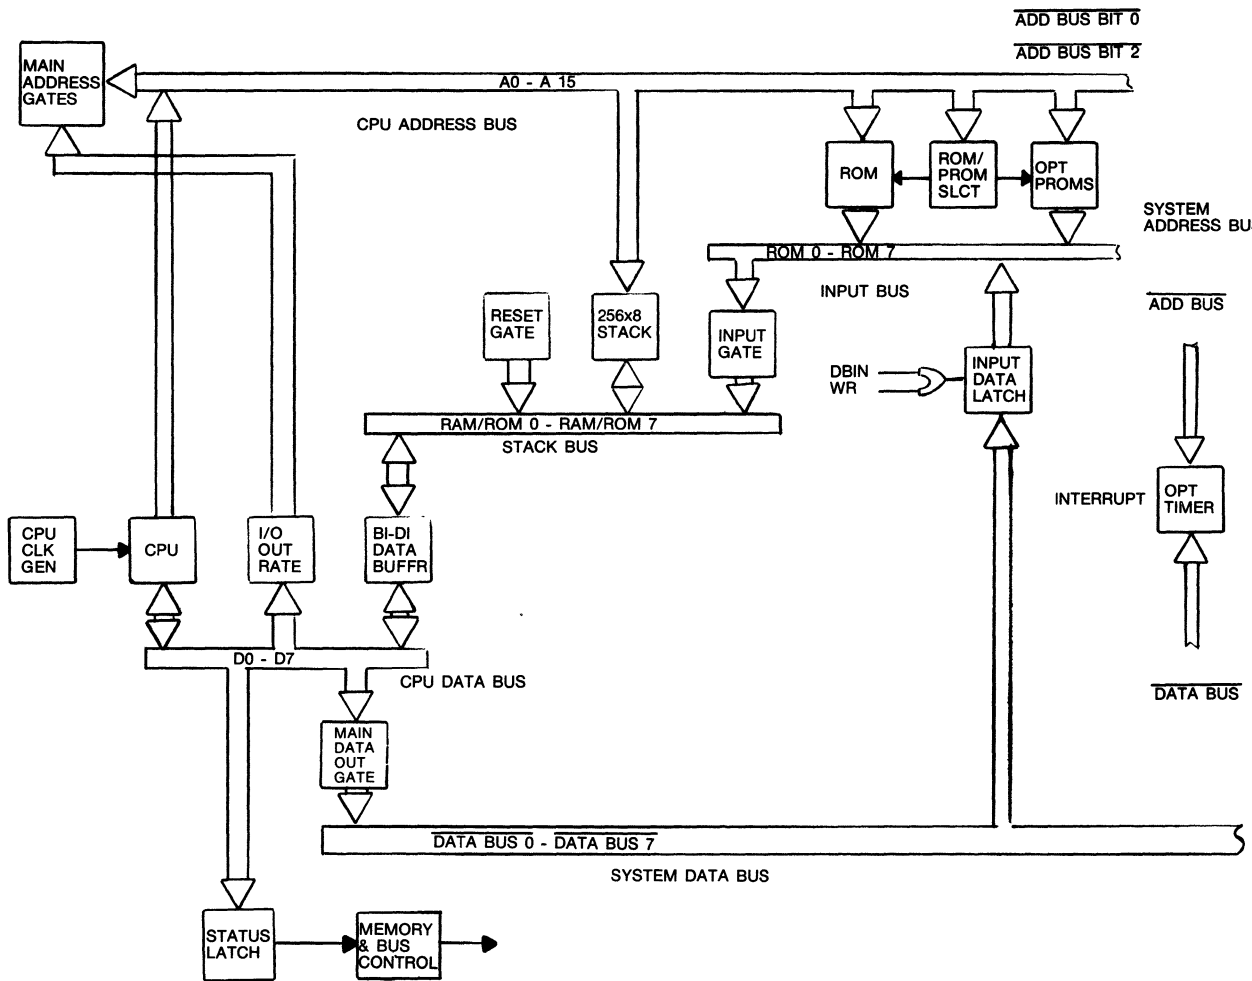 ADD BUS BIT 0
ADD BUS BIT 2
MAIN
ADDRESS
GATES
A0 - A 15
CPU ADDRESS BUS
ROM
ROM/
PROM
SLCT
OPT
PROMS
SYSTEM
ADDRESS BU
ROM 0 - ROM 7
INPUT BUS
ADD BUS
RESET
GATE
256x8
STACK
INPUT
GATE
DBIN
WR
INPUT
DATA
LATCH
RAM/ROM 0 - RAM/ROM 7
STACK BUS
INTERRUPT
OPT
TIMER
CPU
CLK
GEN
CPU
I/O
OUT
RATE
BI-DI
DATA
BUFFR
D0 - D7
CPU DATA BUS
DATA BUS
MAIN
DATA
OUT
GATE
DATA BUS 0 - DATA BUS 7
SYSTEM DATA BUS
STATUS
LATCH
MEMORY
& BUS
CONTROL